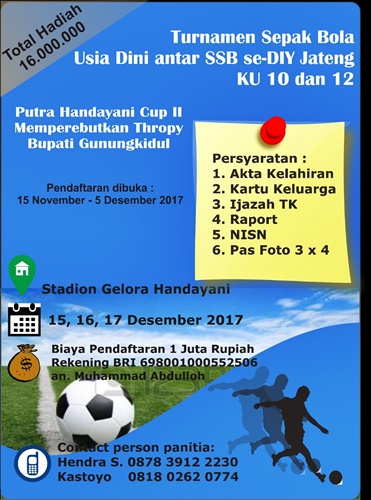 Total Hadiah
16.000.000
Turnamen Sepak Bola
Usia Dini antar SSB se-DIY Jateng
KU 10 dan 12
Putra Handayani Cup II
Memperebutkan Thropy
Bupati Gunungkidul
Pendaftaran dibuka :
15 November - 5 Desember 2017
Persyaratan :
1. Akta Kelahiran
2. Kartu Keluarga
3. Ijazah TK
4. Raport
5. NISN
6. Pas Foto 3 x 4
Stadion Gelora Handayani
15, 16, 17 Desember 2017
Biaya Pendaftaran 1 Juta Rupiah
Rekening BRI 698001000552506
an. Muhammad Abdulloh
Contact person panitia:
Hendra S. 0878 3912 2230
Kastoyo 0818 0262 0774